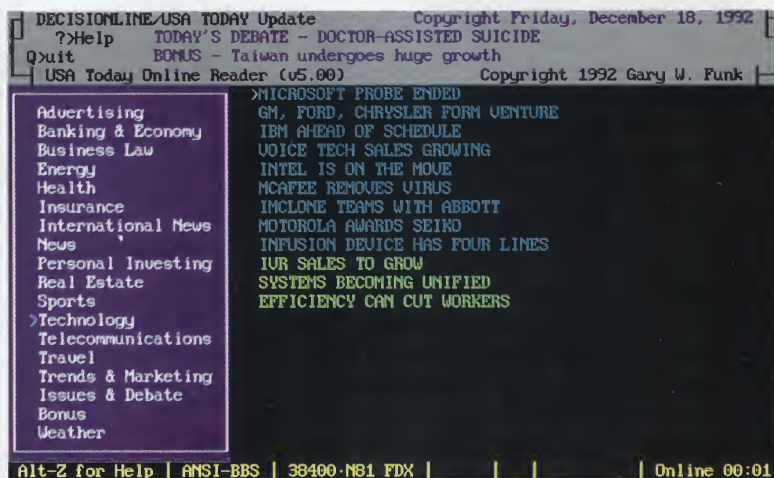 DECISIONLINE/USA TODAY Update Copyright Friday, December 18, 1992
?>Help TODAY'S DEBATE - DOCTOR-ASSISTED SUICIDE
Q>uit BONUS - Taiwan undergoes huge growth
USA Today Online Reader (v5.00) Copyright 1992 Gary W. Funk
Advertising
Banking & Economy
Business Law
Energy
Health
Insurance
International News
News
Personal Investing
Real Estate
Sports
>Technology
Telecommunications
Travel
Trends & Marketing
Issues & Debate
Bonus
Weather
>MICROSOFT PROBE ENDED
GM, FORD, CHRYSLER FORM VENTURE
IBM AHEAD OF SCHEDULE
VOICE TECH SALES GROWING
INTEL IS ON THE MOVE
MCAFEE REMOVES VIRUS
IMCLONE TEAMS WITH ABBOTT
MOTOROLA AWARDS SEIKO
INFUSION DEVICE HAS FOUR LINES
IVR SALES TO GROW
SYSTEMS BECOMING UNIFIED
EFFICIENCY CAN CUT WORKERS
Alt-Z for Help | ANSI-BBS | 38400·N81 FDX | | | | Online 00:01